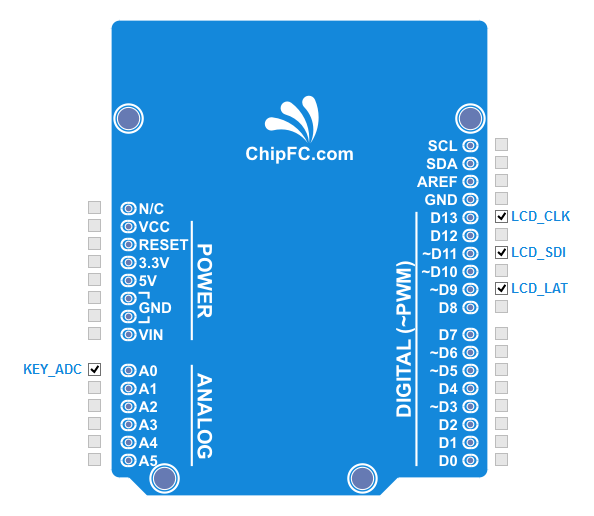 ChipFC.com
SCL
SDA
AREF
GND
D13 LCD_CLK
D12
~D11 LCD_SDI
~D10
~D9 LCD_LAT
D8
D7
~D6
~D5
D4
~D3
D2
D1
D0
DIGITAL (~PWM)
N/C
VCC
RESET
3.3V
5V
GND
VIN
POWER
KEY_ADC A0
A1
A2
A3
A4
A5
ANALOG